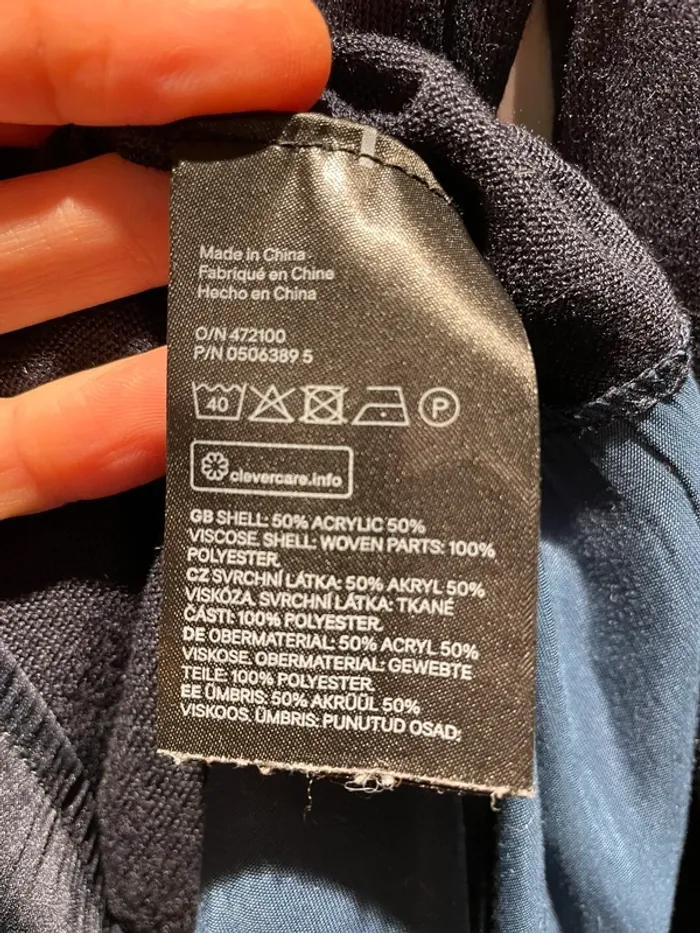 Made in China
Fabriqué en Chine
Hecho en China
O/N 472100
P/N 0506389 5
40
P
clevercare.info
GB SHELL: 50% ACRYLIC 50%
VISCOSE. SHELL: WOVEN PARTS: 100%
POLYESTER.
CZ SVRCHNÍ LÁTKA: 50% AKRYL 50%
VISKÓZA. SVRCHNÍ LÁTKA: TKANÉ
ČÁSTI: 100% POLYESTER.
DE OBERMATERIAL: 50% ACRYL 50%
VISKOSE. OBERMATERIAL: GEWEBTE
TEILE: 100% POLYESTER.
EE ÜMBRIS: 50% AKRÜÜL 50%
VISKOOS. ÜMBRIS: PUNUTUD OSAD: